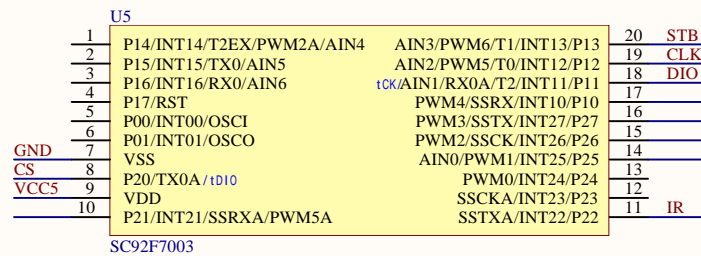 U5
1 P14/INT14/T2EX/PWM2A/AIN4 AIN3/PWM6/T1/INT13/P13 20 STB
2 P15/INT15/TX0/AIN5 AIN2/PWM5/T0/INT12/P12 19 CLK
3 P16/INT16/RX0/AIN6 tCK/AIN1/RX0A/T2/INT11/P11 18 DIO
4 P17/RST PWM4/SSRX/INT10/P10 17
5 P00/INT00/OSCI PWM3/SSTX/INT27/P27 16
6 P01/INT01/OSCO PWM2/SSCK/INT26/P26 15
GND 7 VSS AIN0/PWM1/INT25/P25 14
CS 8 P20/TX0A/tDIO PWM0/INT24/P24 13
VCC5 9 VDD SSCKA/INT23/P23 12
10 P21/INT21/SSRXA/PWM5A SSTXA/INT22/P22 11 IR
SC92F7003